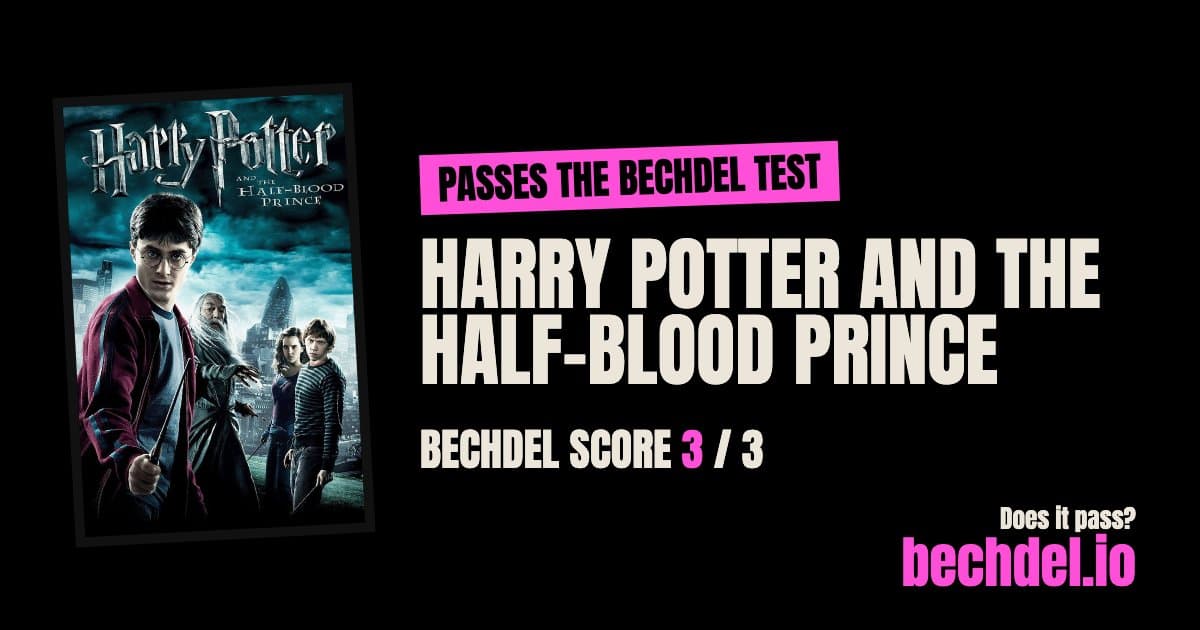 Harry Potter
AND THE
HALF-BLOOD
PRINCE
PASSES THE BECHDEL TEST
HARRY POTTER AND THE
HALF-BLOOD PRINCE
BECHDEL SCORE 3 / 3
Does it pass?
bechdel.io